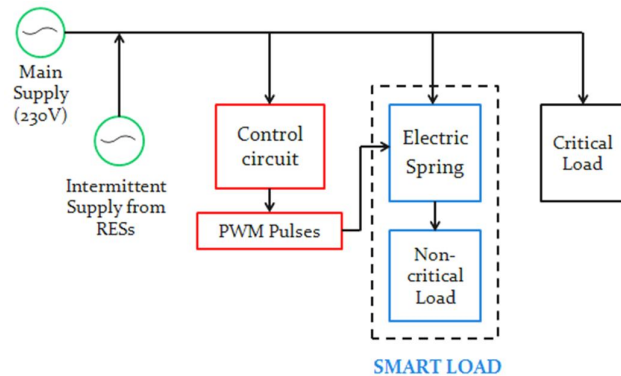 Main
Supply
(230V)
Intermittent
Supply from
RESs
Control
circuit
PWM Pulses
Electric
Spring
Non-
critical
Load
SMART LOAD
Critical
Load